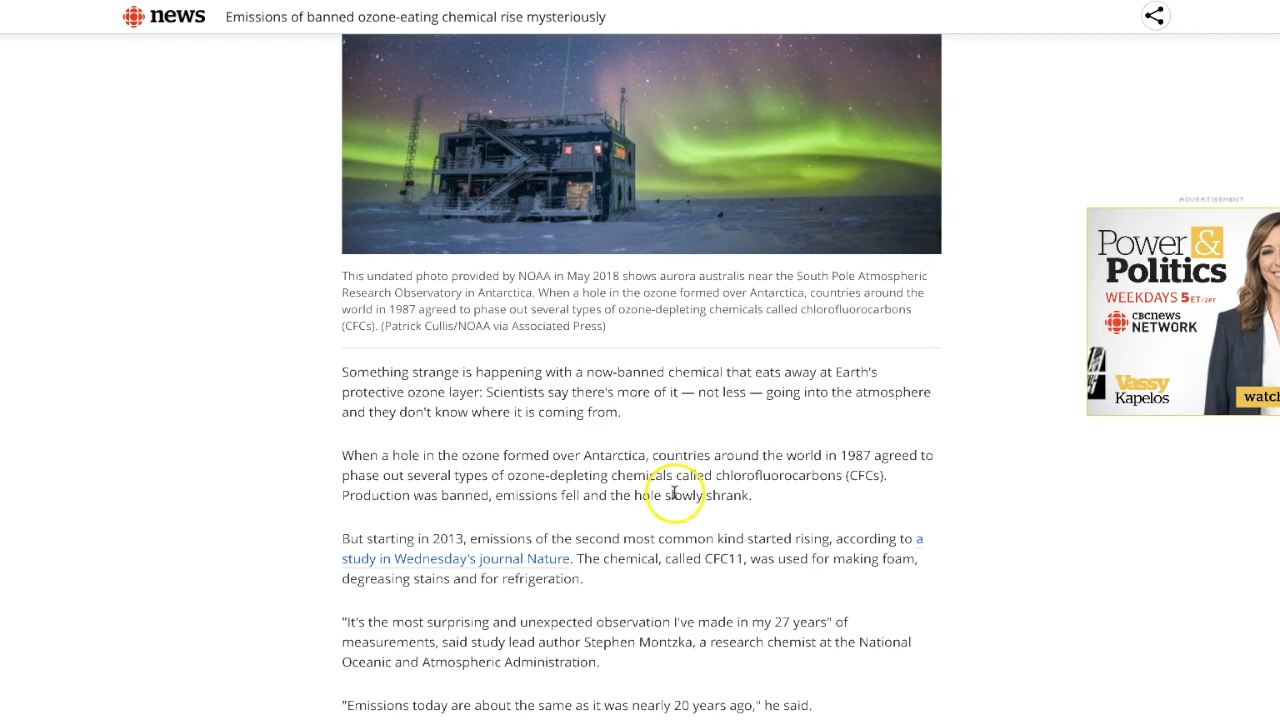 news
Emissions of banned ozone-eating chemical rise mysteriously
ADVERTISEMENT
Power &
Politics
WEEKDAYS 5 ET/2PT
CBCNEWS
NETWORK
Vassy
Kapelos
This undated photo provided by NOAA in May 2018 shows aurora australis near the South Pole Atmospheric
Research Observatory in Antarctica. When a hole in the ozone formed over Antarctica, countries around the
world in 1987 agreed to phase out several types of ozone-depleting chemicals called chlorofluorocarbons
(CFCs). (Patrick Cullis/NOAA via Associated Press)
Something strange is happening with a now-banned chemical that eats away at Earth's
protective ozone layer: Scientists say there's more of it — not less — going into the atmosphere
and they don't know where it is coming from.
When a hole in the ozone formed over Antarctica, countries around the world in 1987 agreed to
phase out several types of ozone-depleting chemicals called chlorofluorocarbons (CFCs).
Production was banned, emissions fell and the hole slowly shrank.
But starting in 2013, emissions of the second most common kind started rising, according to a
study in Wednesday's journal Nature. The chemical, called CFC11, was used for making foam,
degreasing stains and for refrigeration.
"It's the most surprising and unexpected observation I've made in my 27 years" of
measurements, said study lead author Stephen Montzka, a research chemist at the National
Oceanic and Atmospheric Administration.
"Emissions today are about the same as it was nearly 20 years ago," he said.